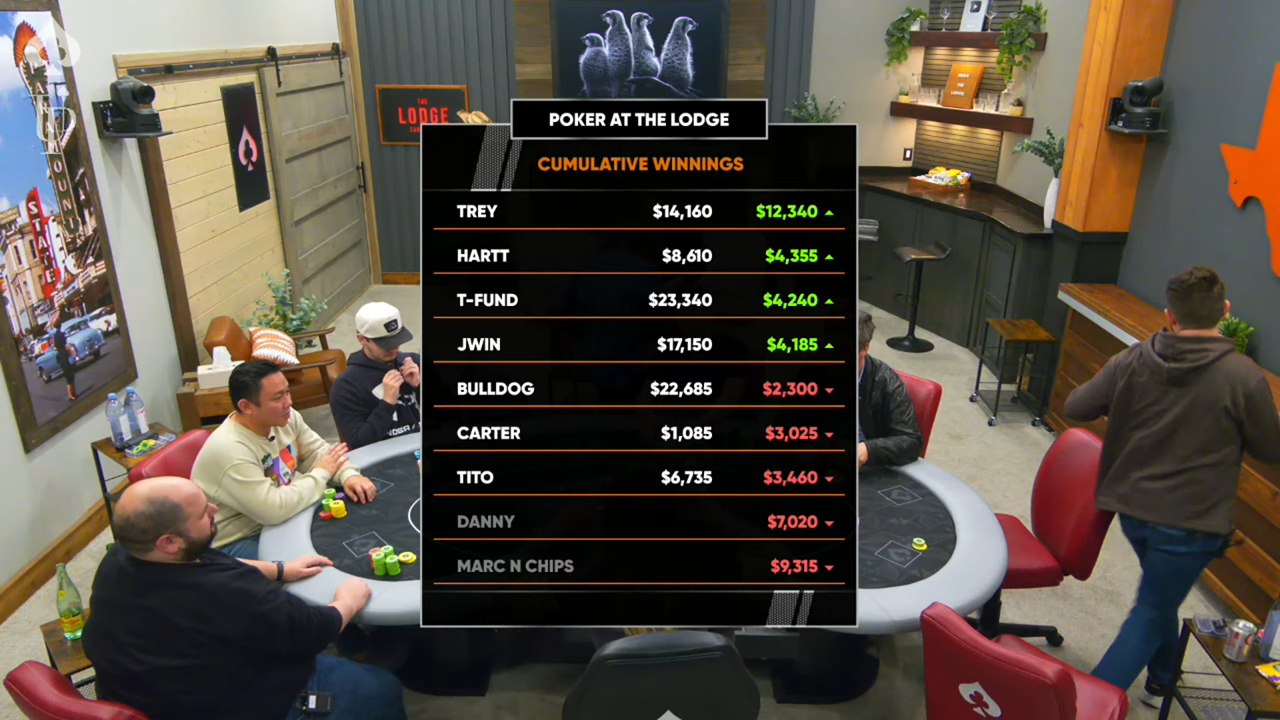 POKER AT THE LODGE
CUMULATIVE WINNINGS
TREY $14,160 $12,340
HARTT $8,610 $4,355
T-FUND $23,340 $4,240
JWIN $17,150 $4,185
BULLDOG $22,685 $2,300
CARTER $1,085 $3,025
TITO $6,735 $3,460
DANNY $7,020
MARC N CHIPS $9,315
THE
LODGE
STATE